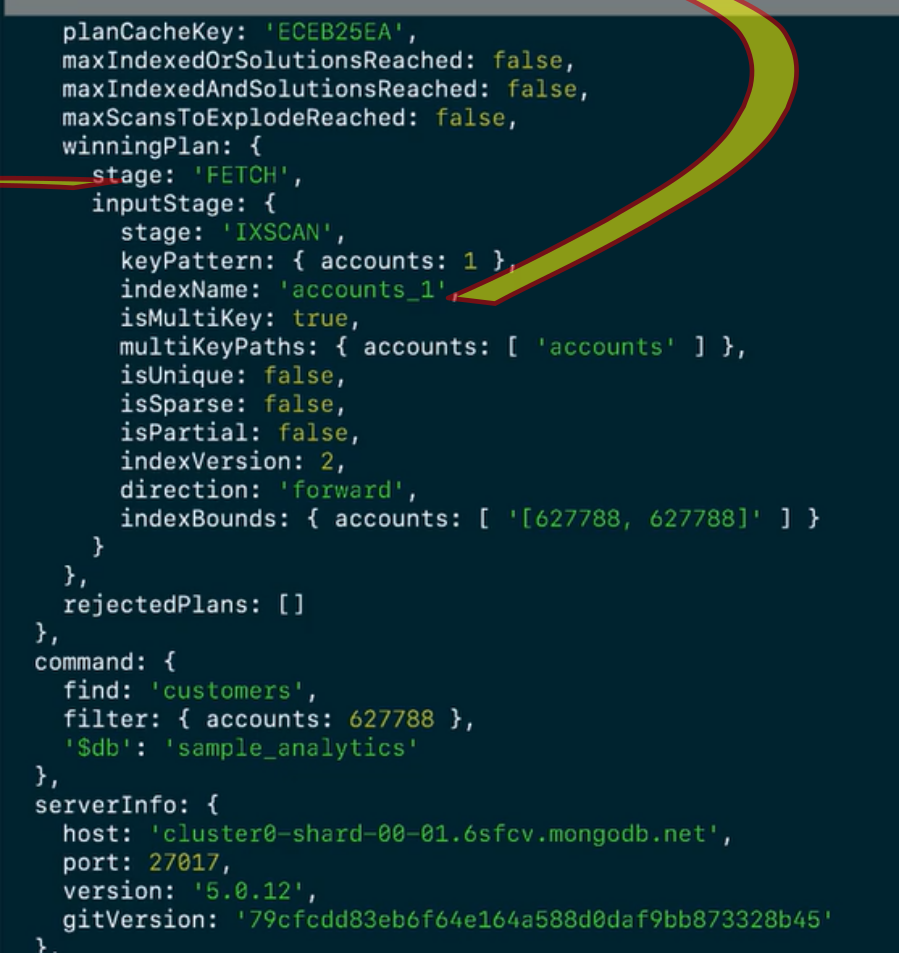 planCacheKey: 'ECEB25EA',
maxIndexedOrSolutionsReached: false,
maxIndexedAndSolutionsReached: false,
maxScansToExplodeReached: false,
winningPlan: {
stage: 'FETCH',
inputStage: {
stage: 'IXSCAN',
keyPattern: { accounts: 1 },
indexName: 'accounts_1',
isMultiKey: true,
multiKeyPaths: { accounts: [ 'accounts' ] },
isUnique: false,
isSparse: false,
isPartial: false,
indexVersion: 2,
direction: 'forward',
indexBounds: { accounts: [ '[627788, 627788]' ] }
}
},
rejectedPlans: []
},
command: {
find: 'customers',
filter: { accounts: 627788 },
'$db': 'sample_analytics'
},
serverInfo: {
host: 'cluster0-shard-00-01.6sfcv.mongodb.net',
port: 27017,
version: '5.0.12',
gitVersion: '79cfcdd83eb6f64e164a588d0daf9bb873328b45'
},